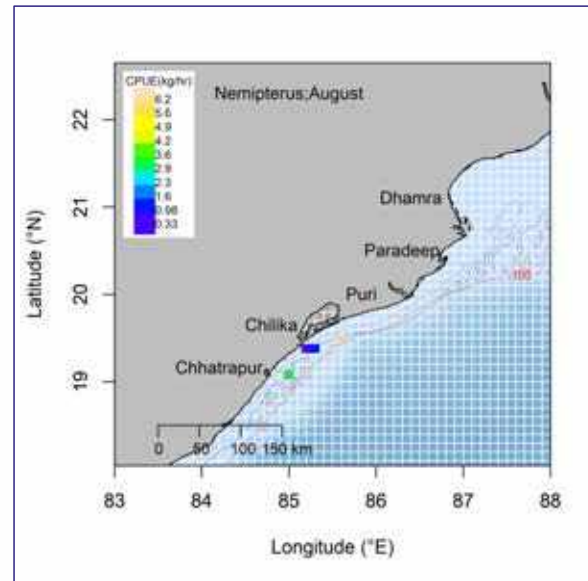 CPUE(kg/hr)
Nemipterus;August
6.2
5.5
4.9
4.2
3.6
2.9
2.3
1.6
0.98
0.33
Dhamra
Paradeep
Puri
Chilika
Chhatrapur
100
0 50 100 150 km
22
21
20
19
83 84 85 86 87 88
Latitude (°N)
Longitude (°E)